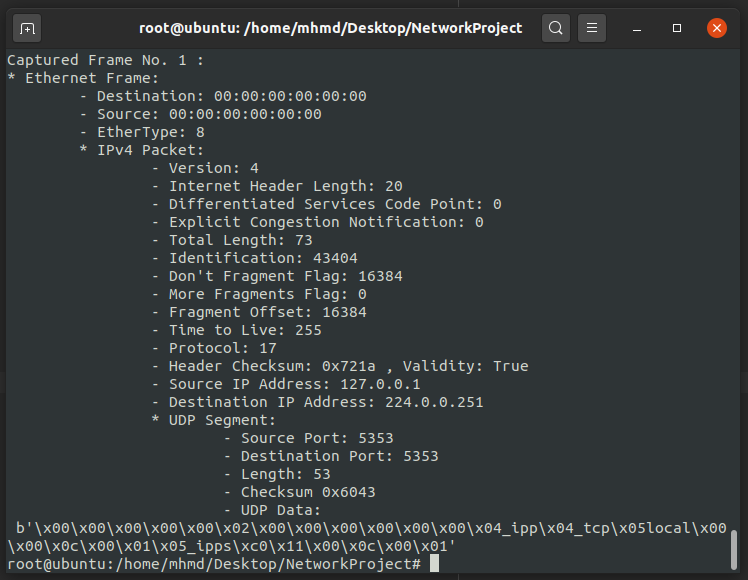 root@ubuntu: /home/mhmd/Desktop/NetworkProject
Captured Frame No. 1 :
* Ethernet Frame:
- Destination: 00:00:00:00:00:00
- Source: 00:00:00:00:00:00
- EtherType: 8
* IPv4 Packet:
- Version: 4
- Internet Header Length: 20
- Differentiated Services Code Point: 0
- Explicit Congestion Notification: 0
- Total Length: 73
- Identification: 43404
- Don't Fragment Flag: 16384
- More Fragments Flag: 0
- Fragment Offset: 16384
- Time to Live: 255
- Protocol: 17
- Header Checksum: 0x721a , Validity: True
- Source IP Address: 127.0.0.1
- Destination IP Address: 224.0.0.251
* UDP Segment:
- Source Port: 5353
- Destination Port: 5353
- Length: 53
- Checksum 0x6043
- UDP Data:
b'\x00\x00\x00\x00\x00\x02\x00\x00\x00\x00\x00\x00\x04_ipp\x04_tcp\x05local\x00
\x00\x0c\x00\x01\x05_ipps\xc0\x11\x00\x0c\x00\x01'
root@ubuntu:/home/mhmd/Desktop/NetworkProject#